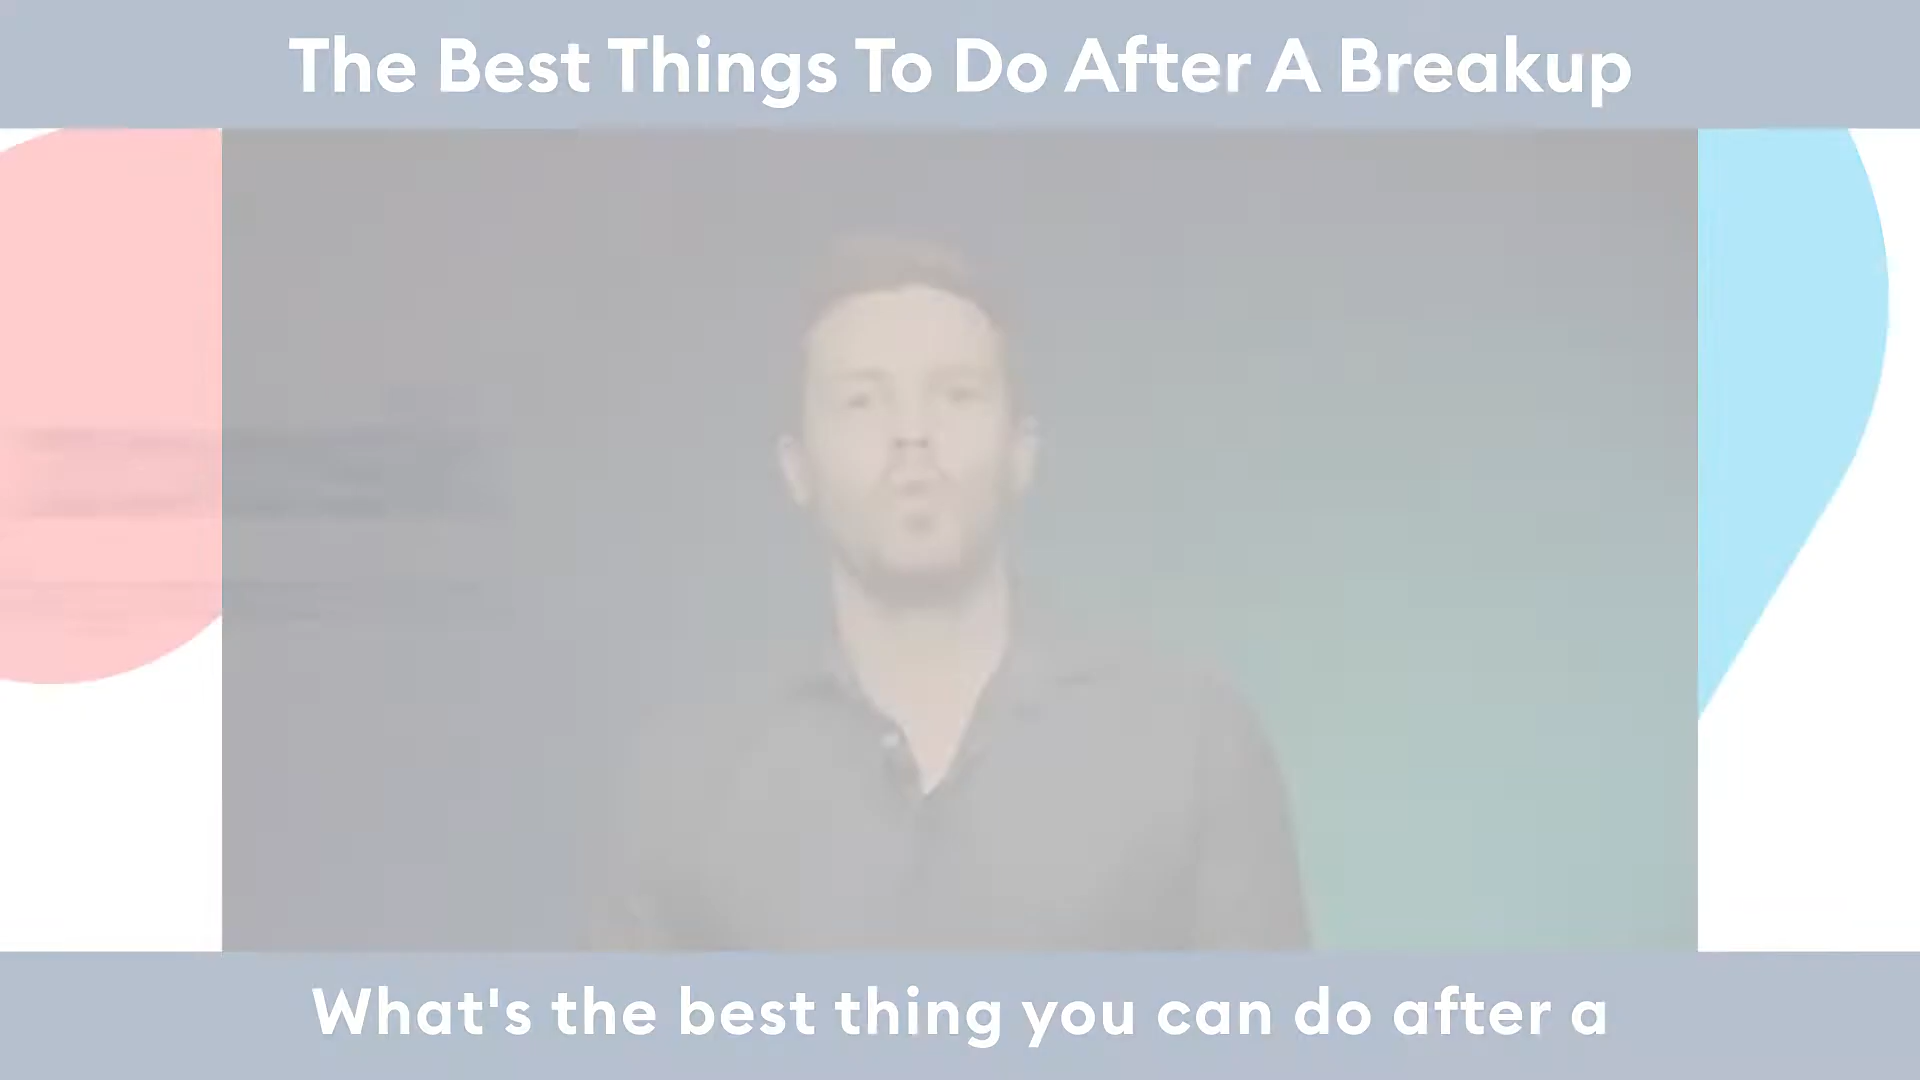 The Best Things To Do After A Breakup
What's the best thing you can do after a